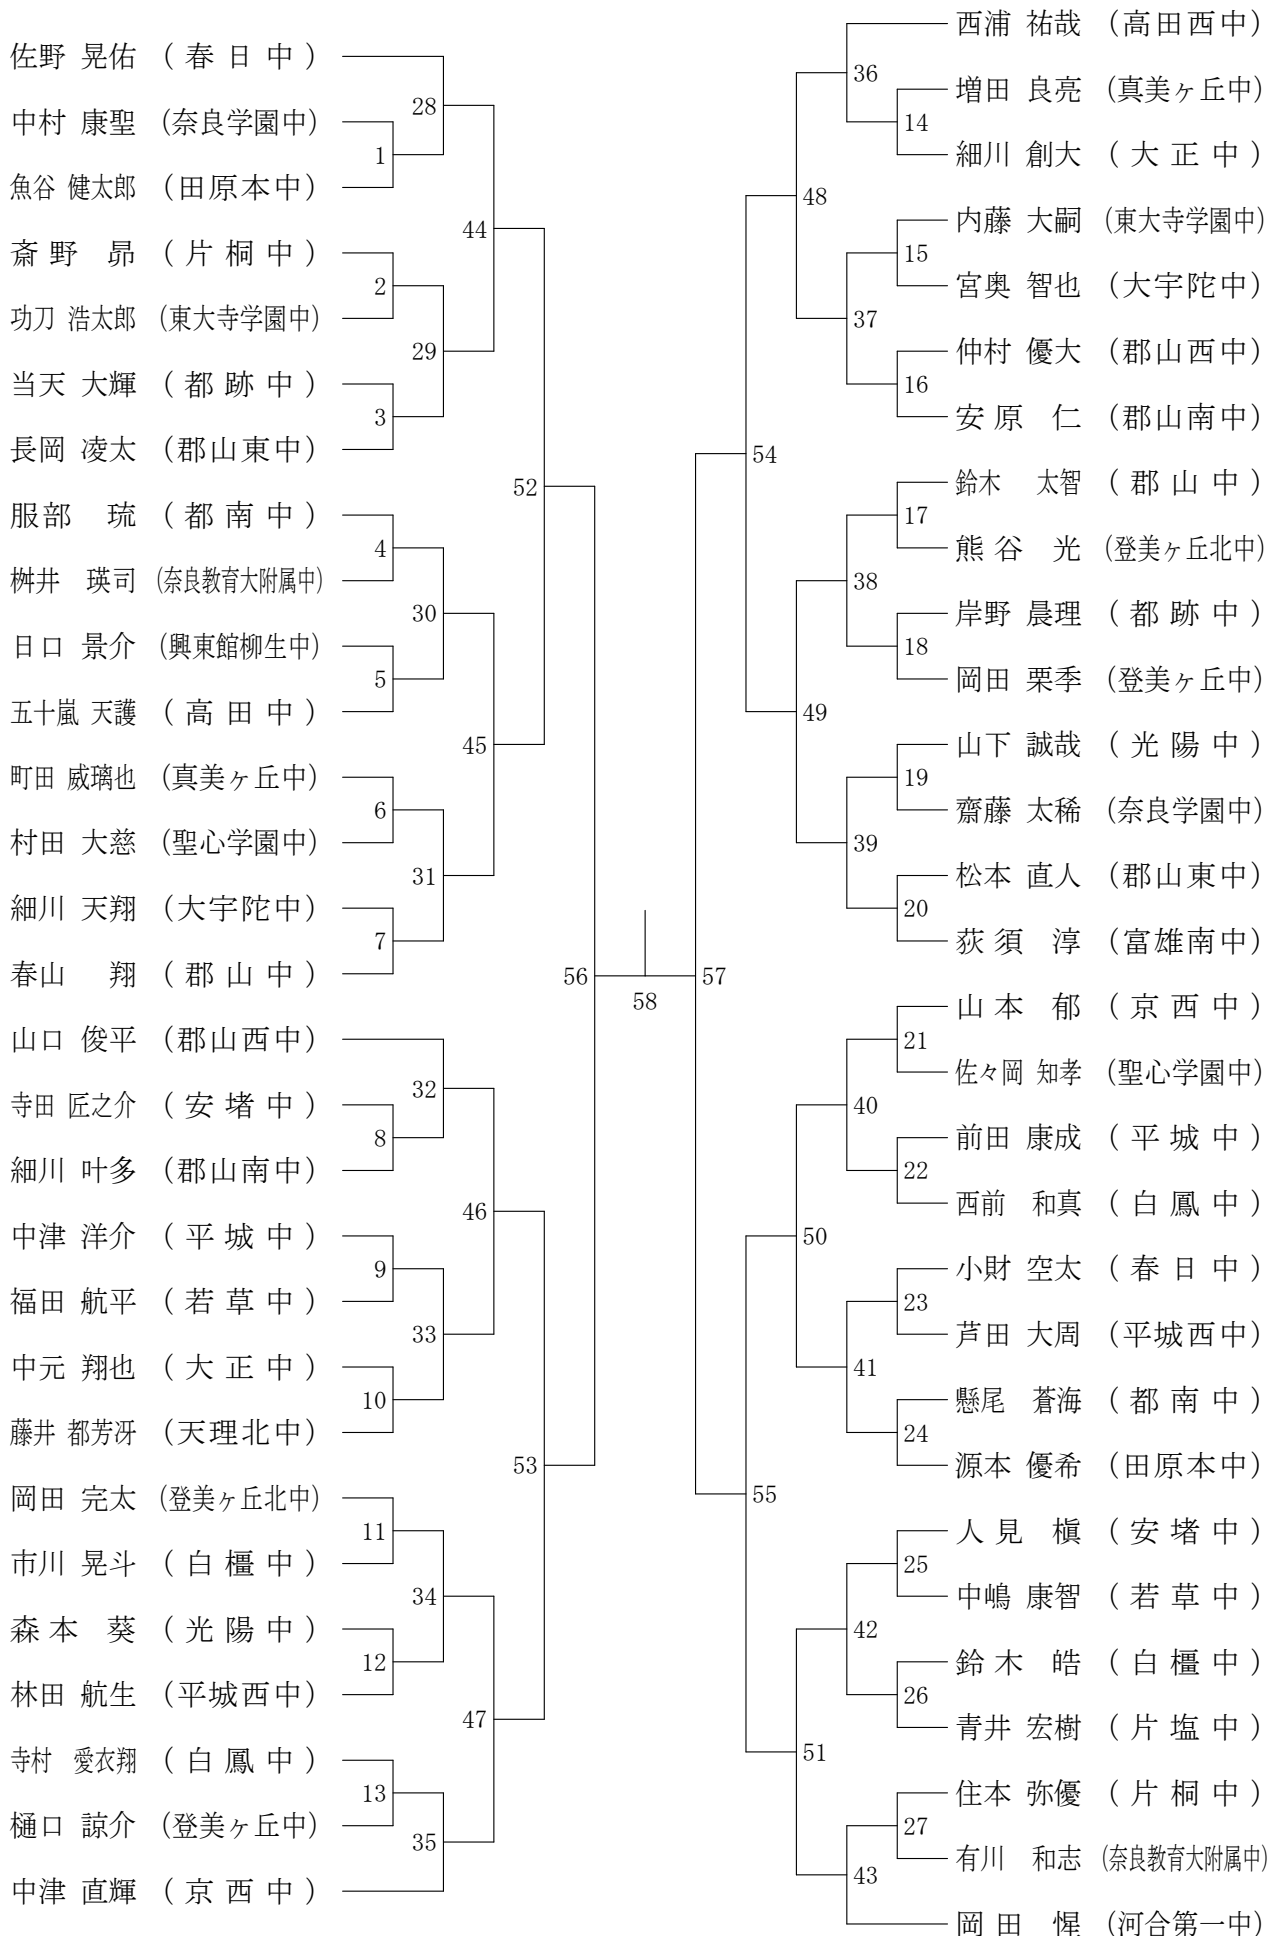 佐野 晃佑 (春日中)
28
中村 康聖 (奈良学園中)
1
魚谷 健太郎 (田原本中)
44
斎野 昴 (片桐中)
2
功刀 浩太郎 (東大寺学園中)
29
当天 大輝 (都跡中)
3
長岡 凌太 (郡山東中)
52
服部 琉 (都南中)
4
桝井 瑛司 (奈良教育大附属中)
30
日口 景介 (興東館柳生中)
5
五十嵐 天護 (高田中)
45
町田 威璃也 (真美ヶ丘中)
6
村田 大慈 (聖心学園中)
31
細川 天翔 (大宇陀中)
7
春山 翔 (郡山中)
56
山口 俊平 (郡山西中)
32
寺田 匠之介 (安堵中)
8
細川 叶多 (郡山南中)
46
中津 洋介 (平城中)
9
福田 航平 (若草中)
33
中元 翔也 (大正中)
10
藤井 都芳冴 (天理北中)
53
岡田 完太 (登美ヶ丘北中)
11
市川 晃斗 (白橿中)
34
森本 葵 (光陽中)
12
林田 航生 (平城西中)
47
寺村 愛衣翔 (白鳳中)
13
樋口 諒介 (登美ヶ丘中)
35
中津 直輝 (京西中)
58
西浦 祐哉 (高田西中)
36
増田 良亮 (真美ヶ丘中)
14
細川 創大 (大正中)
48
内藤 大嗣 (東大寺学園中)
15
宮奥 智也 (大宇陀中)
37
仲村 優大 (郡山西中)
16
安原 仁 (郡山南中)
54
鈴木 太智 (郡山中)
17
熊谷 光 (登美ヶ丘北中)
38
岸野 晨理 (都跡中)
18
岡田 栗季 (登美ヶ丘中)
49
山下 誠哉 (光陽中)
19
齋藤 太稀 (奈良学園中)
39
松本 直人 (郡山東中)
20
荻須 淳 (富雄南中)
57
山本 郁 (京西中)
21
佐々岡 知孝 (聖心学園中)
40
前田 康成 (平城中)
22
西前 和真 (白鳳中)
50
小財 空太 (春日中)
23
芦田 大周 (平城西中)
41
懸尾 蒼海 (都南中)
24
源本 優希 (田原本中)
55
人見 槇 (安堵中)
25
中嶋 康智 (若草中)
42
鈴木 皓 (白橿中)
26
青井 宏樹 (片塩中)
51
住本 弥優 (片桐中)
27
有川 和志 (奈良教育大附属中)
43
岡田 惺 (河合第一中)